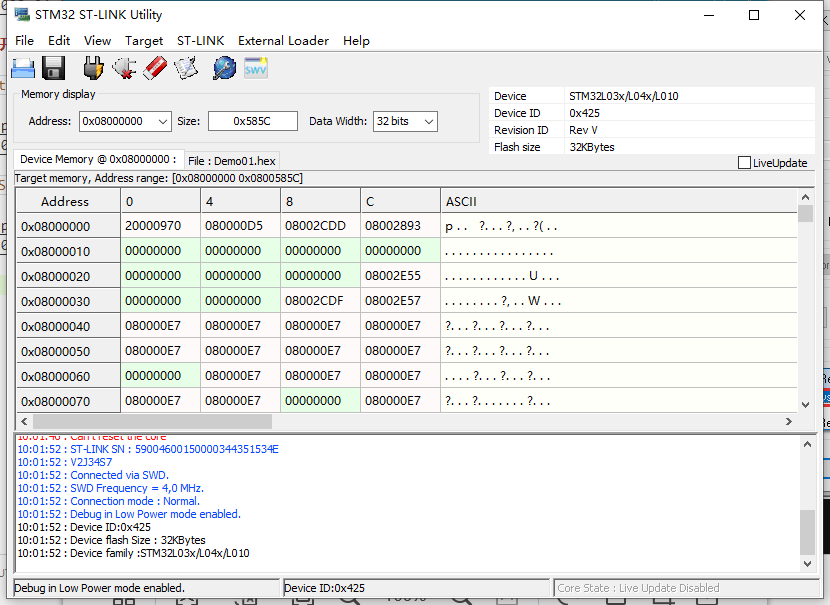 STM32 ST-LINK Utility
File Edit View Target ST-LINK External Loader Help
SWV
Memory display
Address: 0x08000000 Size: 0x585C Data Width: 32 bits
Device STM32L03x/L04x/L010
Device ID 0x425
Revision ID Rev V
Flash size 32KBytes
LiveUpdate
Device Memory @ 0x08000000 : File : Demo01.hex
Target memory, Address range: [0x08000000 0x0800585C]
Address 0 4 8 C ASCII
0x08000000 20000970 080000D5 08002CDD 08002893 p . . ?. . . ?, . . ?( . .
0x08000010 00000000 00000000 00000000 00000000 . . . . . . . . . . . . . . . .
0x08000020 00000000 00000000 00000000 08002E55 . . . . . . . . . . . . U . . .
0x08000030 00000000 00000000 08002CDF 08002E57 . . . . . . . . ?, . . W . . .
0x08000040 080000E7 080000E7 080000E7 080000E7 ?. . . ?. . . ?. . . ?. . .
0x08000050 080000E7 080000E7 080000E7 080000E7 ?. . . ?. . . ?. . . ?. . .
0x08000060 00000000 080000E7 080000E7 080000E7 . . . . ?. . . ?. . . ?. . .
0x08000070 080000E7 080000E7 00000000 080000E7 ?. . . ?. . . . . . . ?. . .
10:01:46 : Can't reset the core
10:01:52 : ST-LINK SN : 59004600150000344351534E
10:01:52 : V2J34S7
10:01:52 : Connected via SWD.
10:01:52 : SWD Frequency = 4,0 MHz.
10:01:52 : Connection mode : Normal.
10:01:52 : Debug in Low Power mode enabled.
10:01:52 : Device ID:0x425
10:01:52 : Device flash Size : 32KBytes
10:01:52 : Device family :STM32L03x/L04x/L010
Debug in Low Power mode enabled. Device ID:0x425 Core State : Live Update Disabled